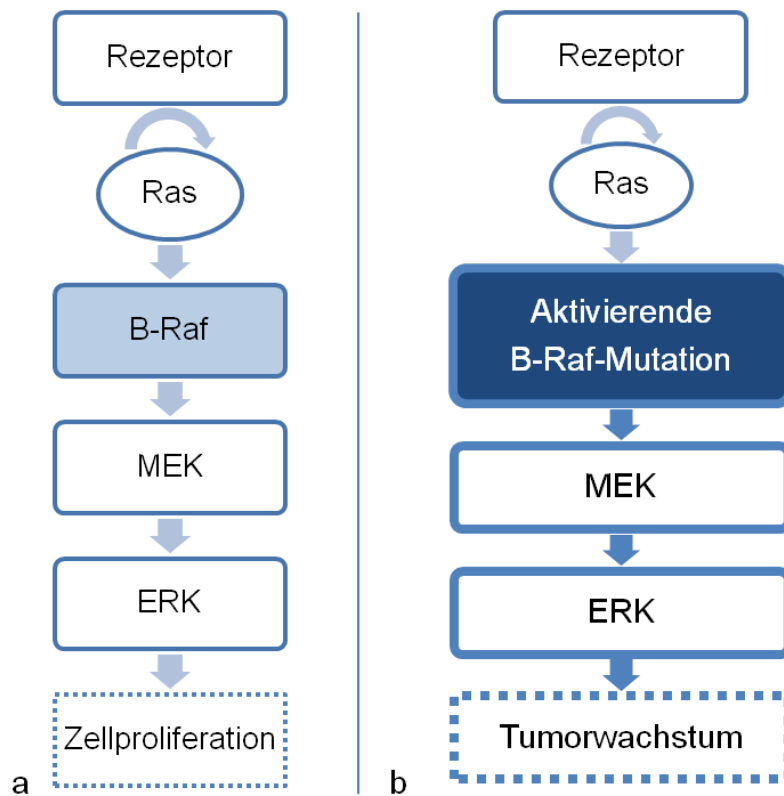 Rezeptor
Ras
B-Raf
MEK
ERK
Zellproliferation
a
Rezeptor
Ras
Aktivierende
B-Raf-Mutation
MEK
ERK
Tumorwachstum
b